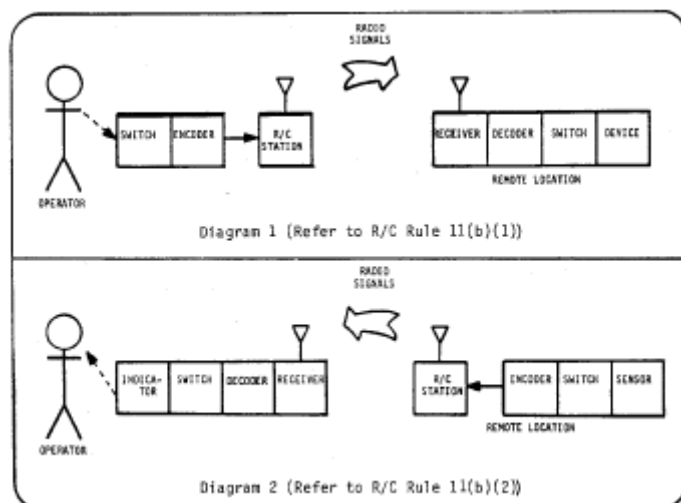 RADIO
SIGNALS
SWITCH ENCODER
R/C
STATION
RECEIVER DECODER SWITCH DEVICE
REMOTE LOCATION
OPERATOR
Diagram 1 (Refer to R/C Rule 11(b)(1))
RADIO
SIGNALS
INDICA-
TOR
SWITCH DECODER RECEIVER
R/C
STATION
ENCODER SWITCH SENSOR
REMOTE LOCATION
OPERATOR
Diagram 2 (Refer to R/C Rule 11(b)(2))